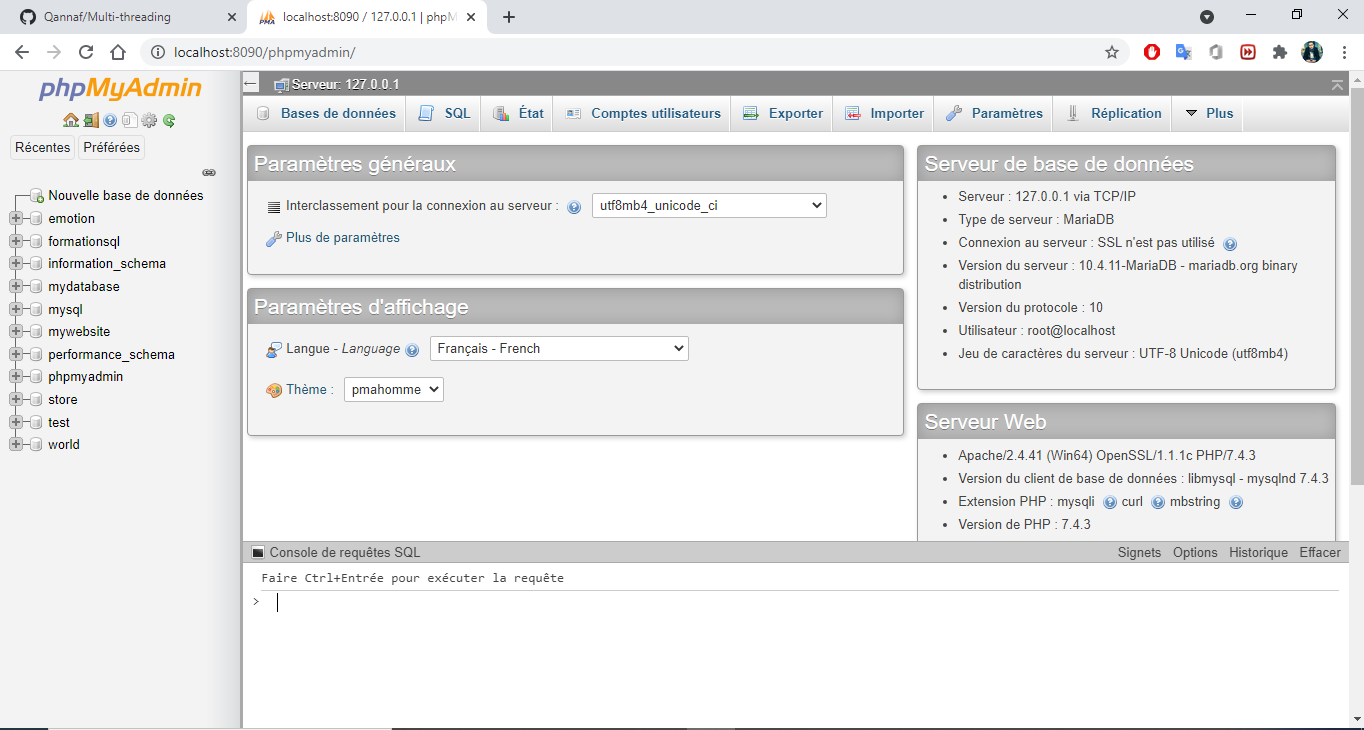 Qannaf/Multi-threading
localhost:8090 / 127.0.0.1 | phpM
localhost:8090/phpmyadmin/
phpMyAdmin
Récentes Préférées
Nouvelle base de données
emotion
formationsql
information_schema
mydatabase
mysql
mywebsite
performance_schema
phpmyadmin
store
test
world
Serveur: 127.0.0.1
Bases de données SQL État Comptes utilisateurs Exporter Importer Paramètres Réplication Plus
Paramètres généraux
Interclassement pour la connexion au serveur : utf8mb4_unicode_ci
Plus de paramètres
Paramètres d'affichage
Langue - Language Français - French
Thème : pmahomme
Serveur de base de données
Serveur : 127.0.0.1 via TCP/IP
Type de serveur : MariaDB
Connexion au serveur : SSL n'est pas utilisé
Version du serveur : 10.4.11-MariaDB - mariadb.org binary
distribution
Version du protocole : 10
Utilisateur : root@localhost
Jeu de caractères du serveur : UTF-8 Unicode (utf8mb4)
Serveur Web
Apache/2.4.41 (Win64) OpenSSL/1.1.1c PHP/7.4.3
Version du client de base de données : libmysql - mysqlnd 7.4.3
Extension PHP : mysqli curl mbstring
Version de PHP : 7.4.3
Console de requêtes SQL Signets Options Historique Effacer
Faire Ctrl+Entrée pour exécuter la requête
>